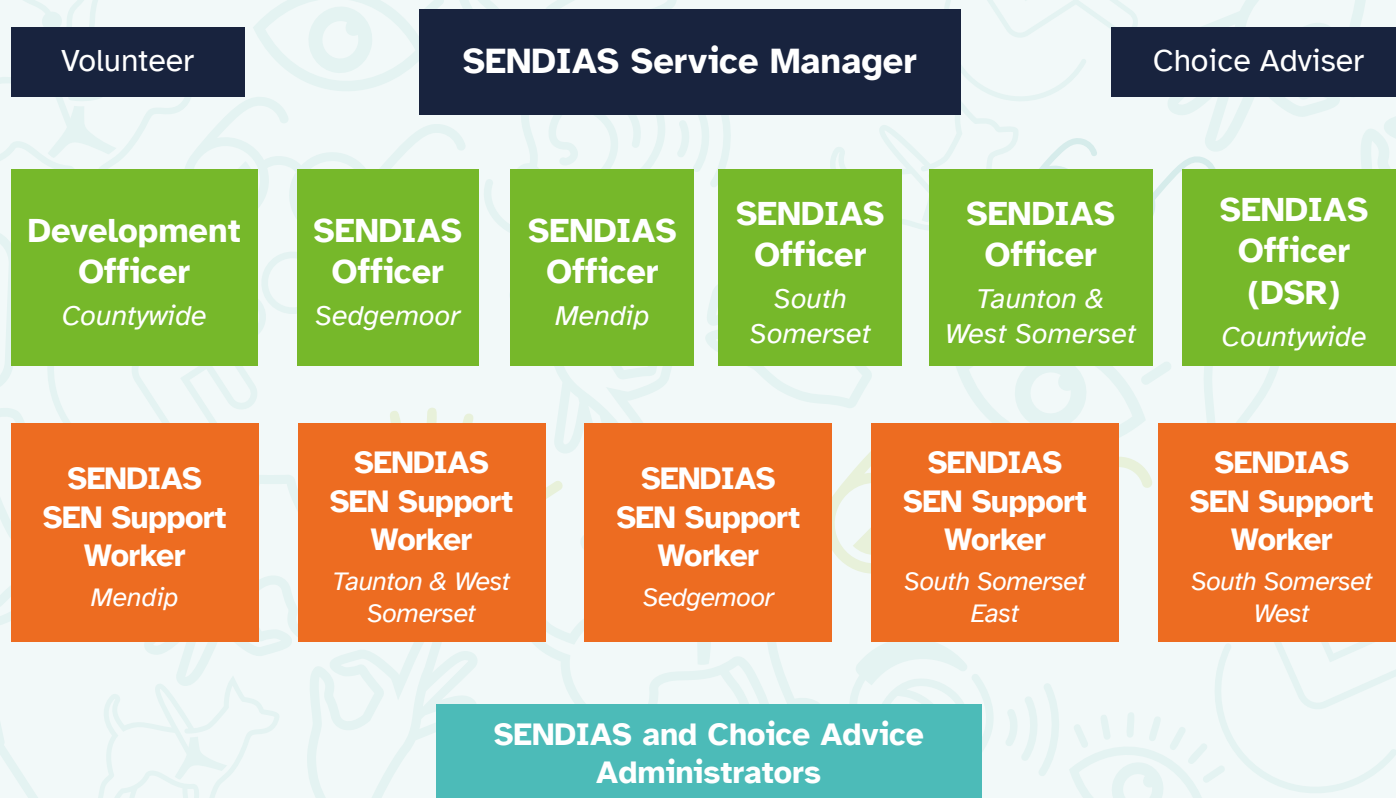 Volunteer
SENDIAS Service Manager
Choice Adviser
Development
Officer
Countywide
SENDIAS
Officer
Sedgemoor
SENDIAS
Officer
Mendip
SENDIAS
Officer
South
Somerset
SENDIAS
Officer
Taunton &
West Somerset
SENDIAS
Officer
(DSR)
Countywide
SENDIAS
SEN Support
Worker
Mendip
SENDIAS
SEN Support
Worker
Taunton & West
Somerset
SENDIAS
SEN Support
Worker
Sedgemoor
SENDIAS
SEN Support
Worker
South Somerset
East
SENDIAS
SEN Support
Worker
South Somerset
West
SENDIAS and Choice Advice
Administrators